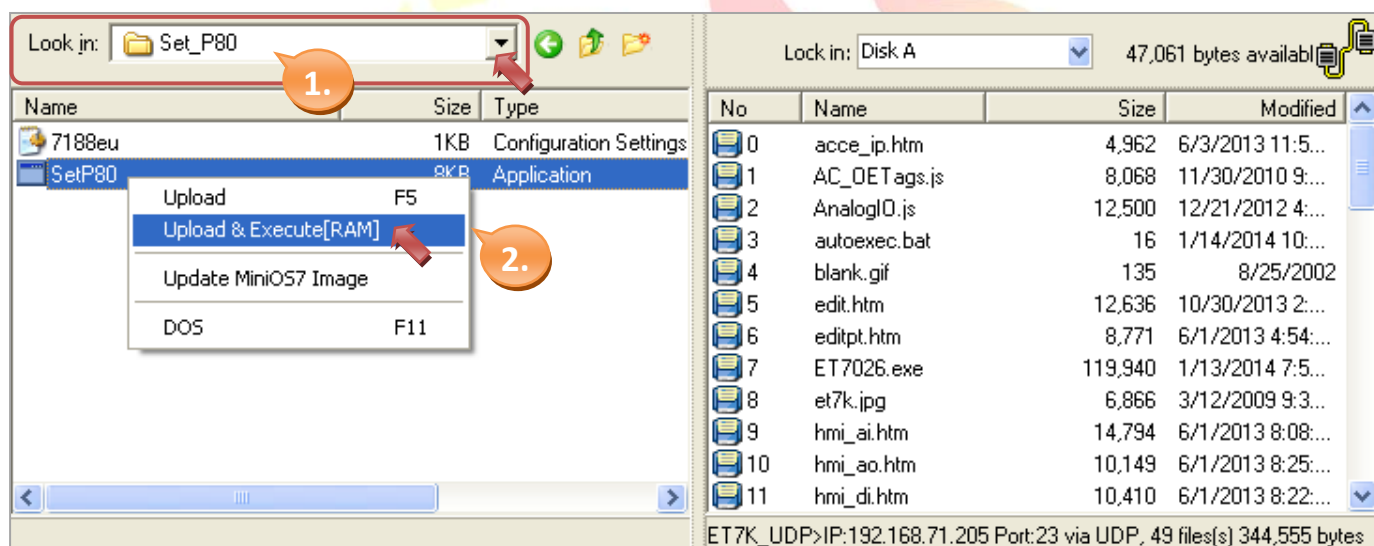 Look in: Set_P80
1.
Name Size Type
7188eu 1KB Configuration Settings
SetP80 8KB Application
Upload F5
Upload & Execute[RAM]
2.
Update MiniOS7 Image
DOS F11
Lock in: Disk A 47,061 bytes availabl
No Name Size Modified
0 acce_ip.htm 4,962 6/3/2013 11:5...
1 AC_OETags.js 8,068 11/30/2010 9:...
2 AnalogIO.js 12,500 12/21/2012 4:...
3 autoexec.bat 16 1/14/2014 10:...
4 blank.gif 135 8/25/2002
5 edit.htm 12,636 10/30/2013 2:...
6 editpt.htm 8,771 6/1/2013 4:54:...
7 ET7026.exe 119,940 1/13/2014 7:5...
8 et7k.jpg 6,866 3/12/2009 9:3...
9 hmi_ai.htm 14,794 6/1/2013 8:08:...
10 hmi_ao.htm 10,149 6/1/2013 8:25:...
11 hmi_di.htm 10,410 6/1/2013 8:22:...
ET7K_UDP>IP:192.168.71.205 Port:23 via UDP, 49 files(s) 344,555 bytes